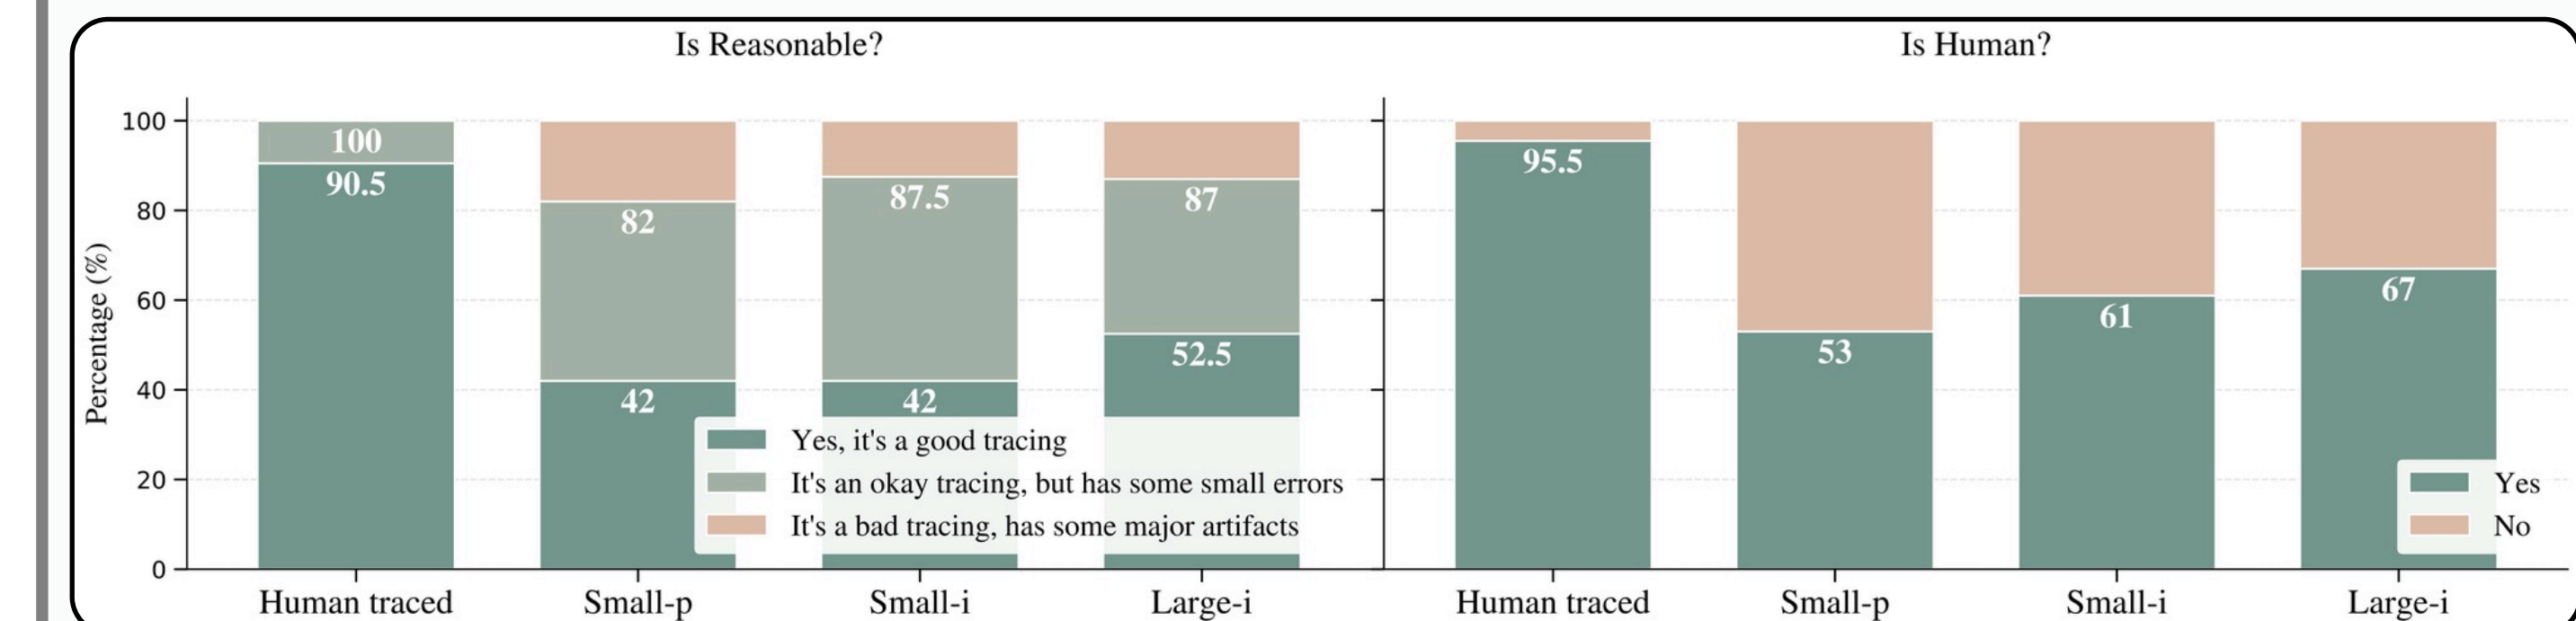 Is Reasonable?
Is Human?
Percentage (%)
100
80
60
40
20
0
100
90.5
82
42
87.5
42
87
52.5
Yes, it's a good tracing
It's an okay tracing, but has some small errors
It's a bad tracing, has some major artifacts
Human traced
Small-p
Small-i
Large-i
95.5
53
61
67
Yes
No
Human traced
Small-p
Small-i
Large-i